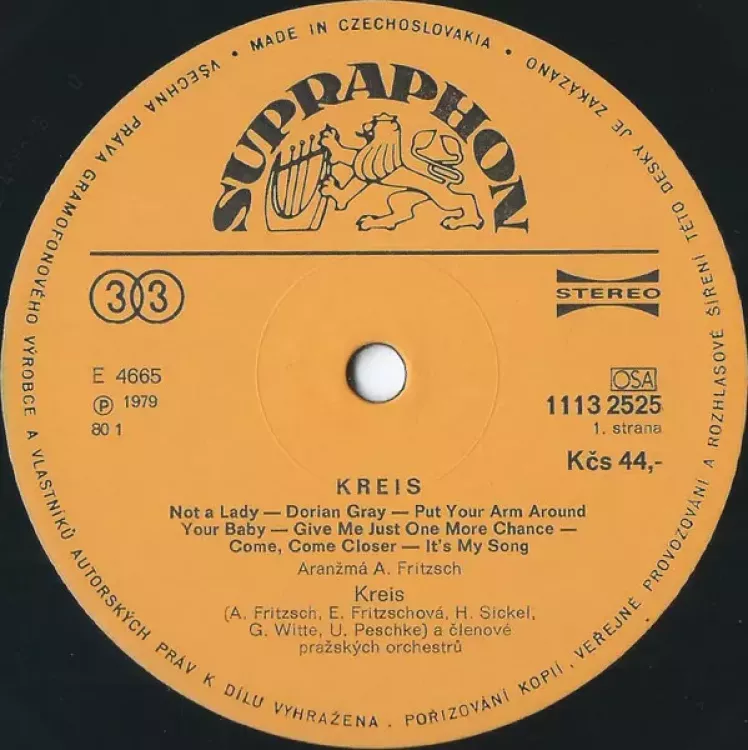 MADE IN CZECHOSLOVAKIA
VŠECHNA PRÁVA GRAMOFONOVÉHO VÝROBCE A VLASTNÍKŮ AUTORSKÝCH PRÁV K DÍLU VYHRAŽENA . POŘIZOVÁNÍ KOPIÍ , VEŘEJNÉ PROVOZOVÁNÍ A ROZHLASOVÉ ŠÍŘENÍ TÉTO DESKY JE ZAKÁZÁNO
SUPRAPHON
33
STEREO
E 4665
Ⓟ 1979
80 1
OSA
1113 2525
1. strana
Kčs 44,-
KREIS
Not a Lady — Dorian Gray — Put Your Arm Around
Your Baby — Give Me Just One More Chance —
Come, Come Closer — It's My Song
Aranžmá A. Fritzsch
Kreis
(A. Fritzsch, E. Fritzschová, H. Sickel,
G. Witte, U. Peschke) a členové
pražských orchestrů